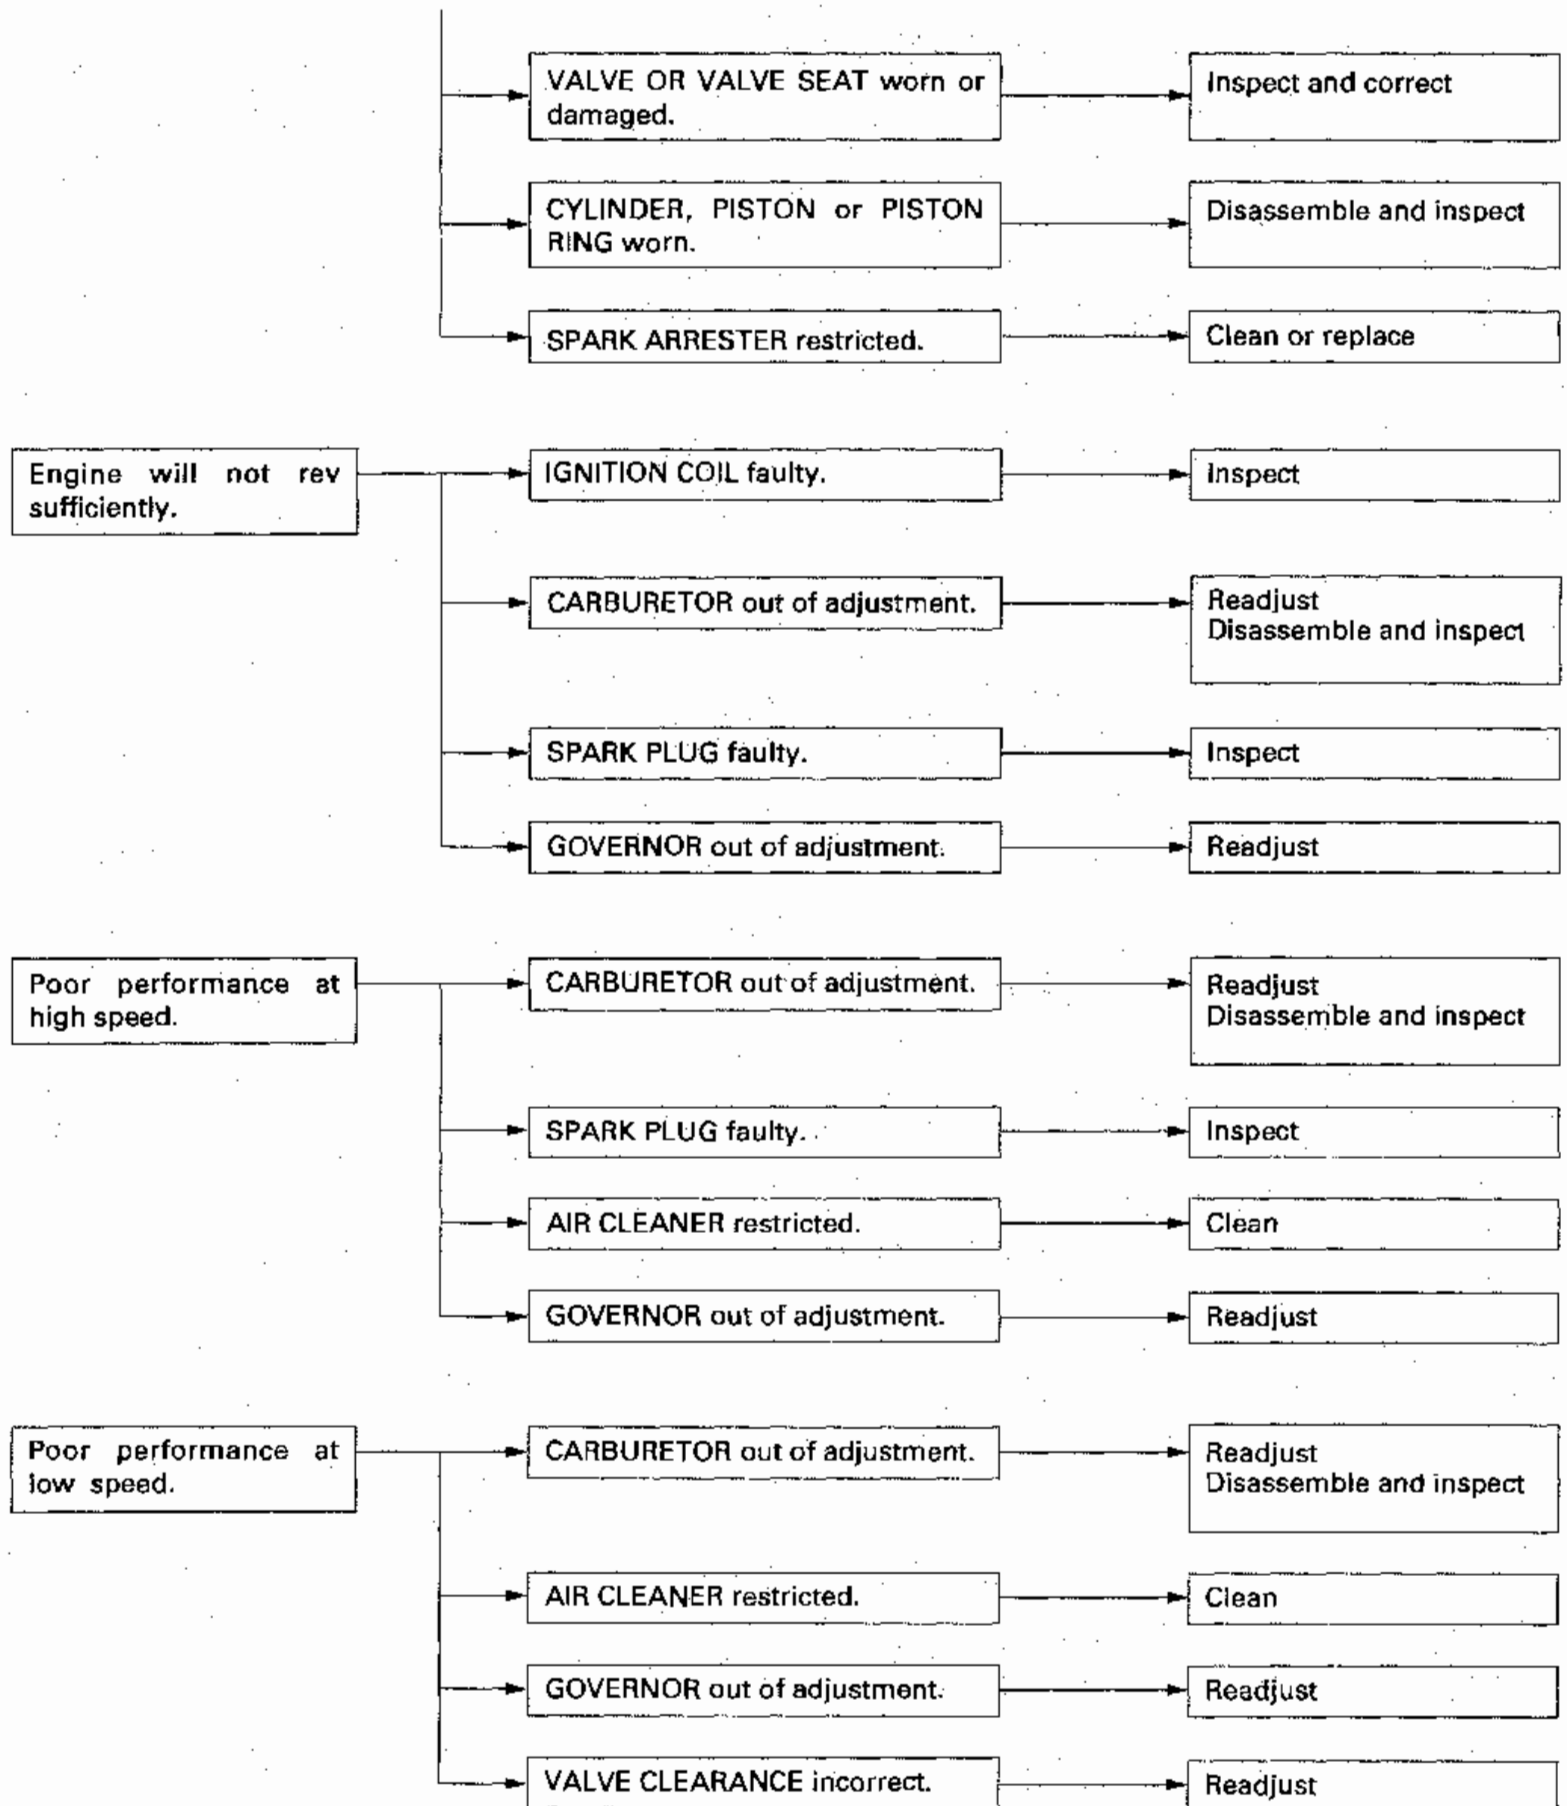 VALVE OR VALVE SEAT worn or
damaged.
Inspect and correct
CYLINDER, PISTON or PISTON
RING worn.
Disassemble and inspect
SPARK ARRESTER restricted.
Clean or replace
Engine will not rev
sufficiently.
IGNITION COIL faulty.
Inspect
CARBURETOR out of adjustment.
Readjust
Disassemble and inspect
SPARK PLUG faulty.
Inspect
GOVERNOR out of adjustment.
Readjust
Poor performance at
high speed.
CARBURETOR out of adjustment.
Readjust
Disassemble and inspect
SPARK PLUG faulty.
Inspect
AIR CLEANER restricted.
Clean
GOVERNOR out of adjustment.
Readjust
Poor performance at
low speed.
CARBURETOR out of adjustment.
Readjust
Disassemble and inspect
AIR CLEANER restricted.
Clean
GOVERNOR out of adjustment.
Readjust
VALVE CLEARANCE incorrect.
Readjust